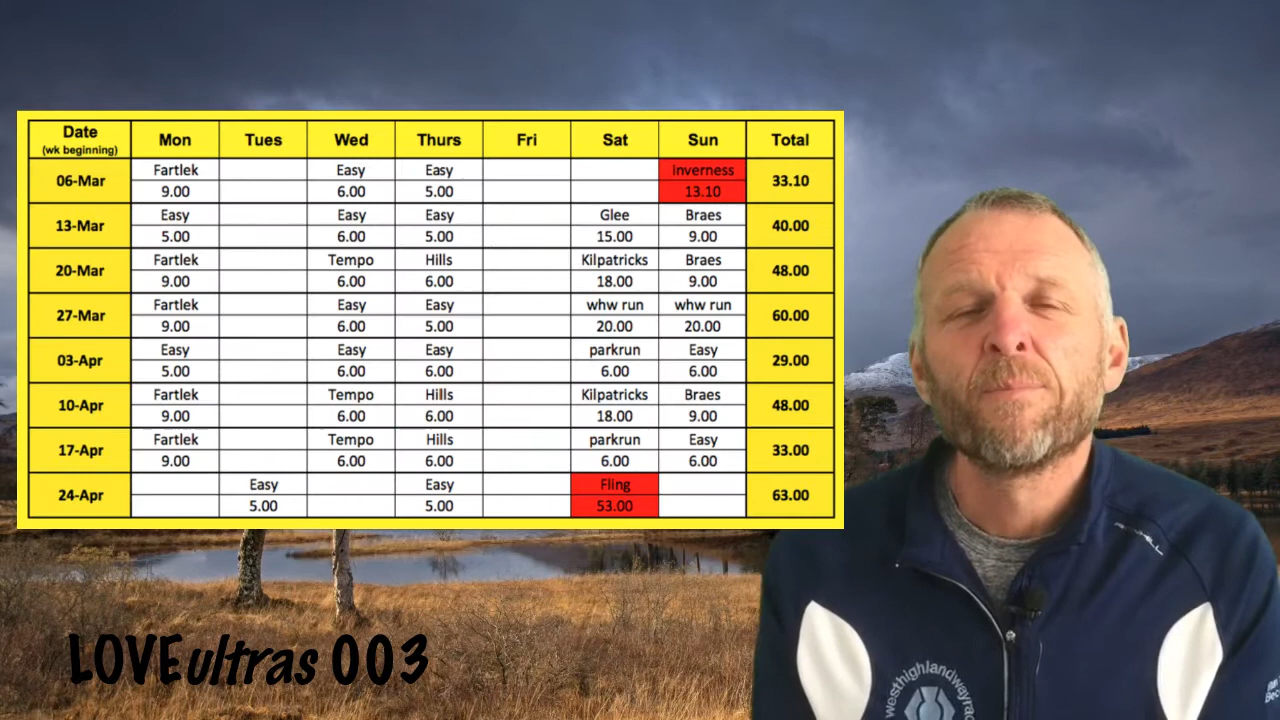 Date Mon Tues Wed Thurs Fri Sat Sun Total
(wk beginning)
06-Mar Fartlek Easy Easy Inverness 33.10
9.00 6.00 5.00 13.10
13-Mar Easy Easy Easy Glee Braes 40.00
5.00 6.00 5.00 15.00 9.00
20-Mar Fartlek Tempo Hills Kilpatricks Braes 48.00
9.00 6.00 6.00 18.00 9.00
27-Mar Fartlek Easy Easy whw run whw run 60.00
9.00 6.00 5.00 20.00 20.00
03-Apr Easy Easy Easy parkrun Easy 29.00
5.00 6.00 6.00 6.00 6.00
10-Apr Fartlek Tempo Hills Kilpatricks Braes 48.00
9.00 6.00 6.00 18.00 9.00
17-Apr Fartlek Tempo Hills parkrun Easy 33.00
9.00 6.00 6.00 6.00 6.00
24-Apr Easy Easy Fling 63.00
5.00 5.00 53.00
LOVEultras 003
westhighlandwayrac